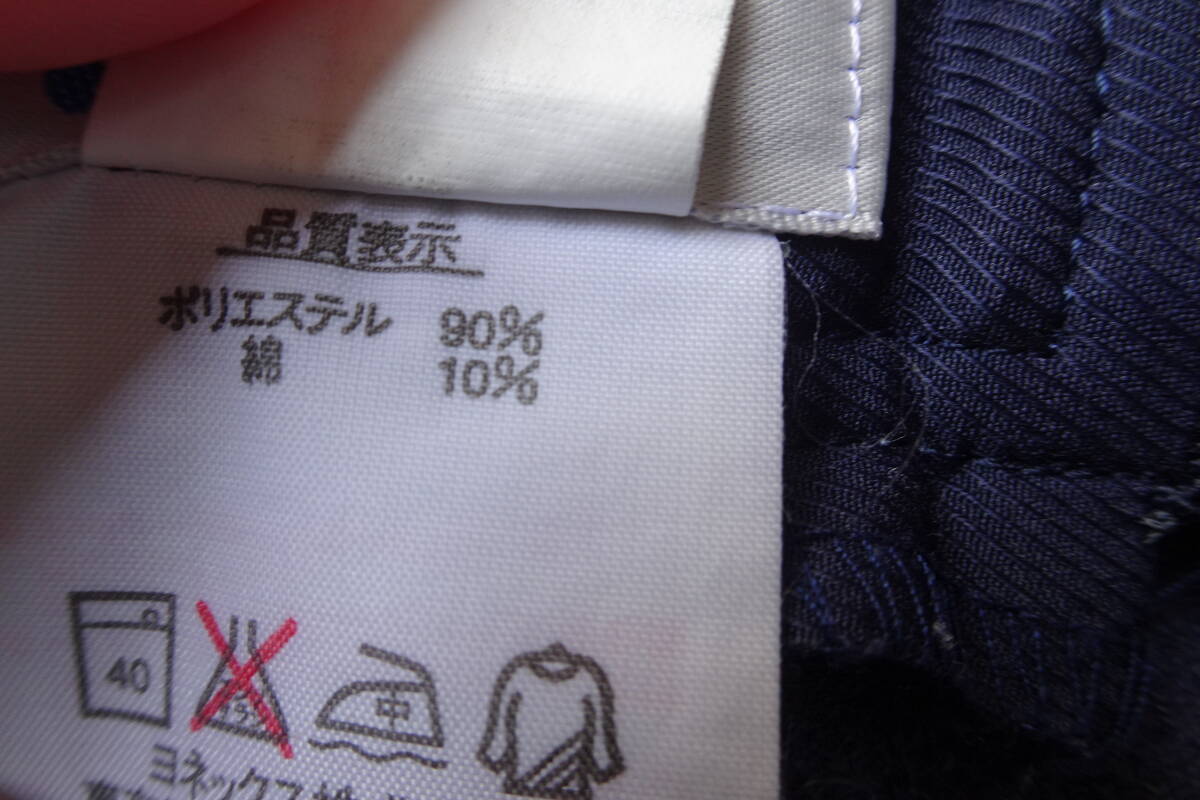 品質表示
ポリエステル 90%
綿 10%
40
中
ヨネックス